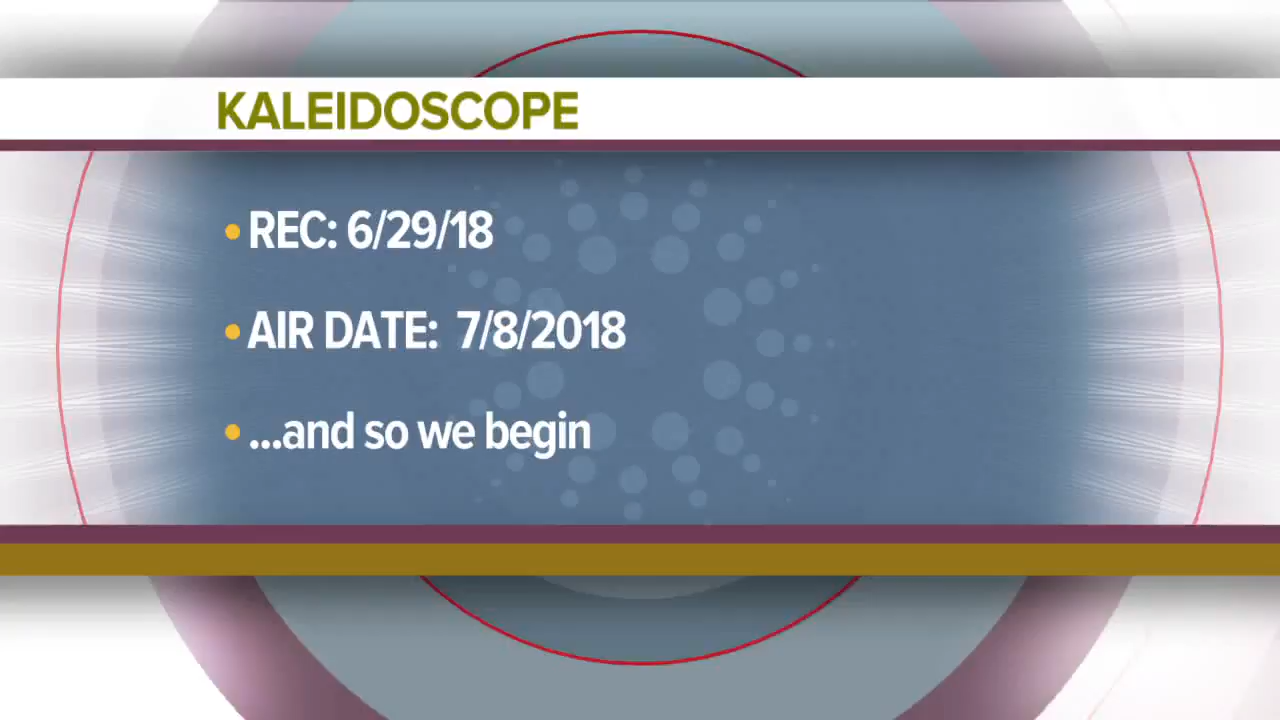 KALEIDOSCOPE
• REC: 6/29/18
• AIR DATE: 7/8/2018
• ...and so we begin